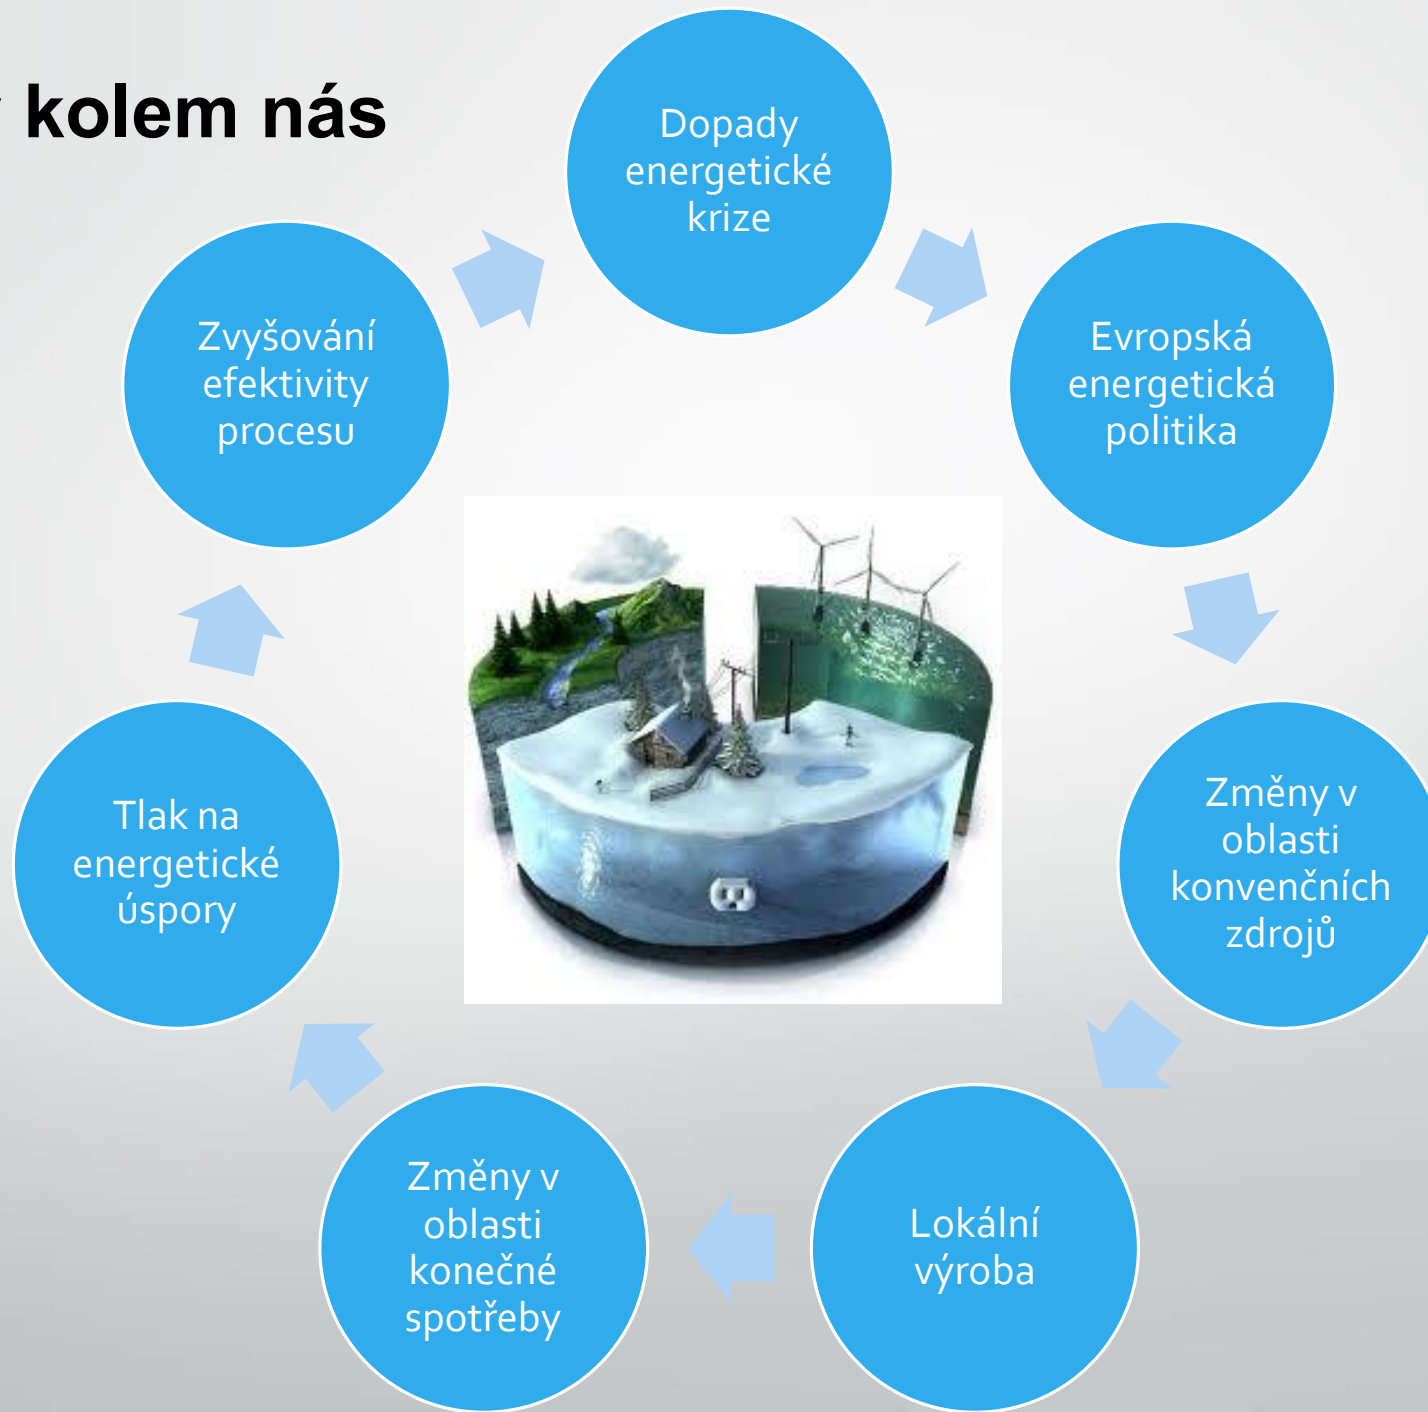 kolem nás
Dopady
energetické
krize
Evropská
energetická
politika
Změny v
oblasti
konvenčních
zdrojů
Lokální
výroba
Změny v
oblasti
konečné
spotřeby
Tlak na
energetické
úspory
Zvyšování
efektivity
procesu